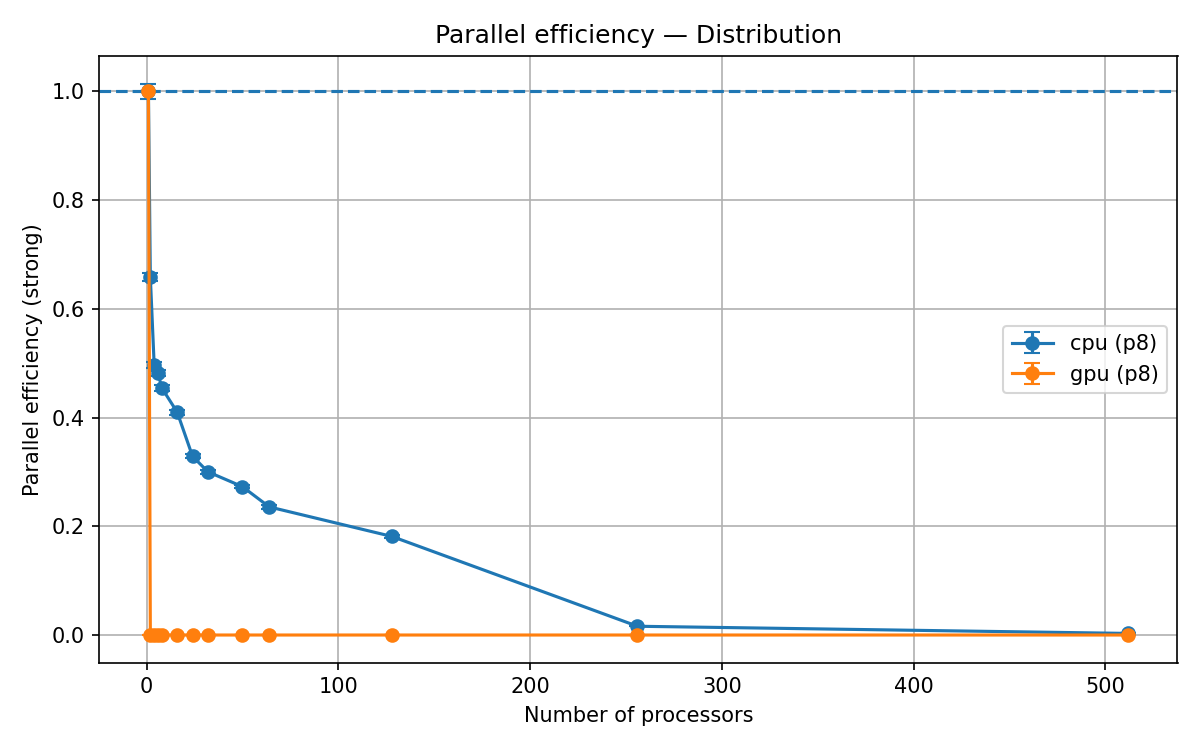 Parallel efficiency — Distribution
Parallel efficiency (strong)
1.0
0.8
0.6
0.4
0.2
0.0
cpu (p8)
gpu (p8)
0 100 200 300 400 500
Number of processors